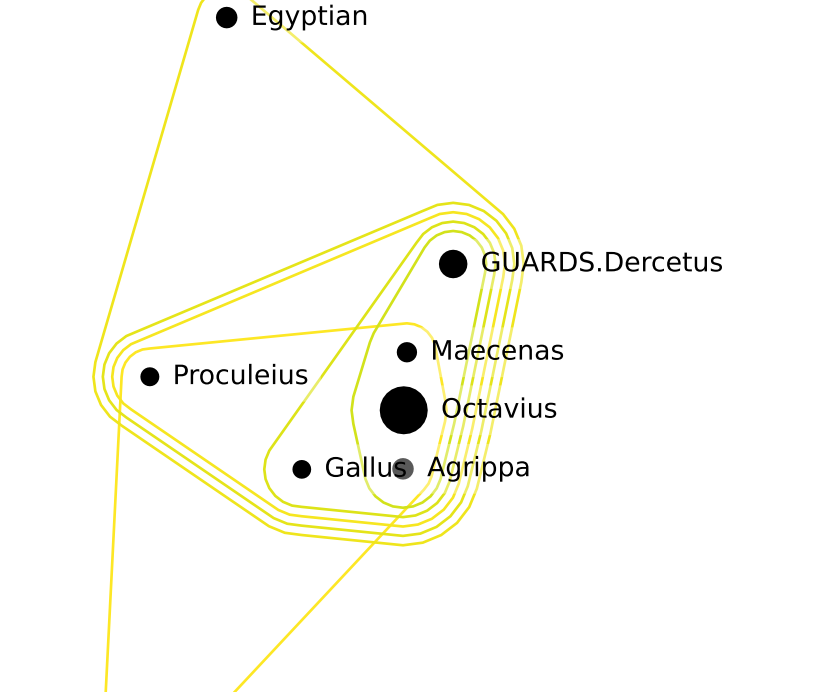 Egyptian
GUARDS.Dercetus
Maecenas
Proculeius
Octavius
Gallus
Agrippa